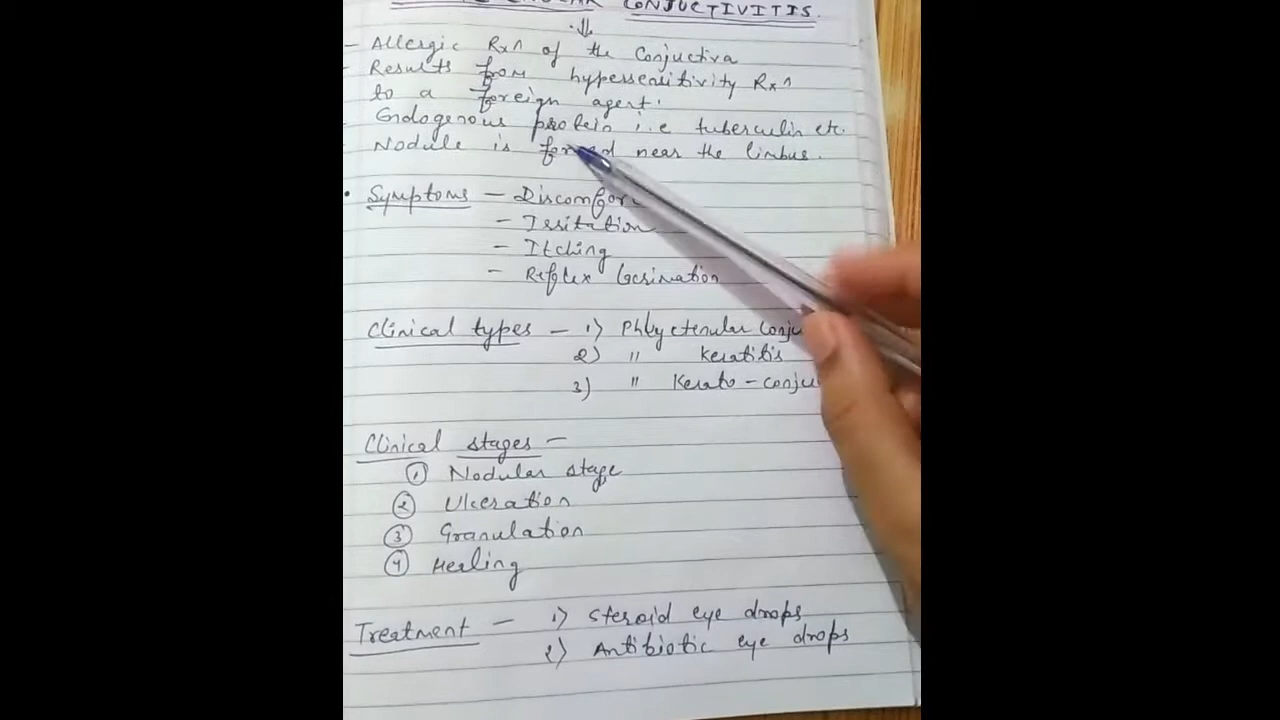 CONJUCTIVITIS.
- Allergic Rxn of the Conjuctiva
- Results from hypersensitivity Rxn
to a foreign agent.
- Endogenous protein i.e tuberculin etc.
- Nodule is formed near the limbus.
• Symptoms - Discomfort
- Irritation
- Itching
- Reflex lacrimation
Clinical types - 1) Phlyctenular Conju
2) " Keratitis
3) " Kerato-conju
Clinical stages -
① Nodular stage
② Ulceration
③ Granulation
④ Healing
Treatment - 1) Steroid eye drops
2) Antibiotic eye drops